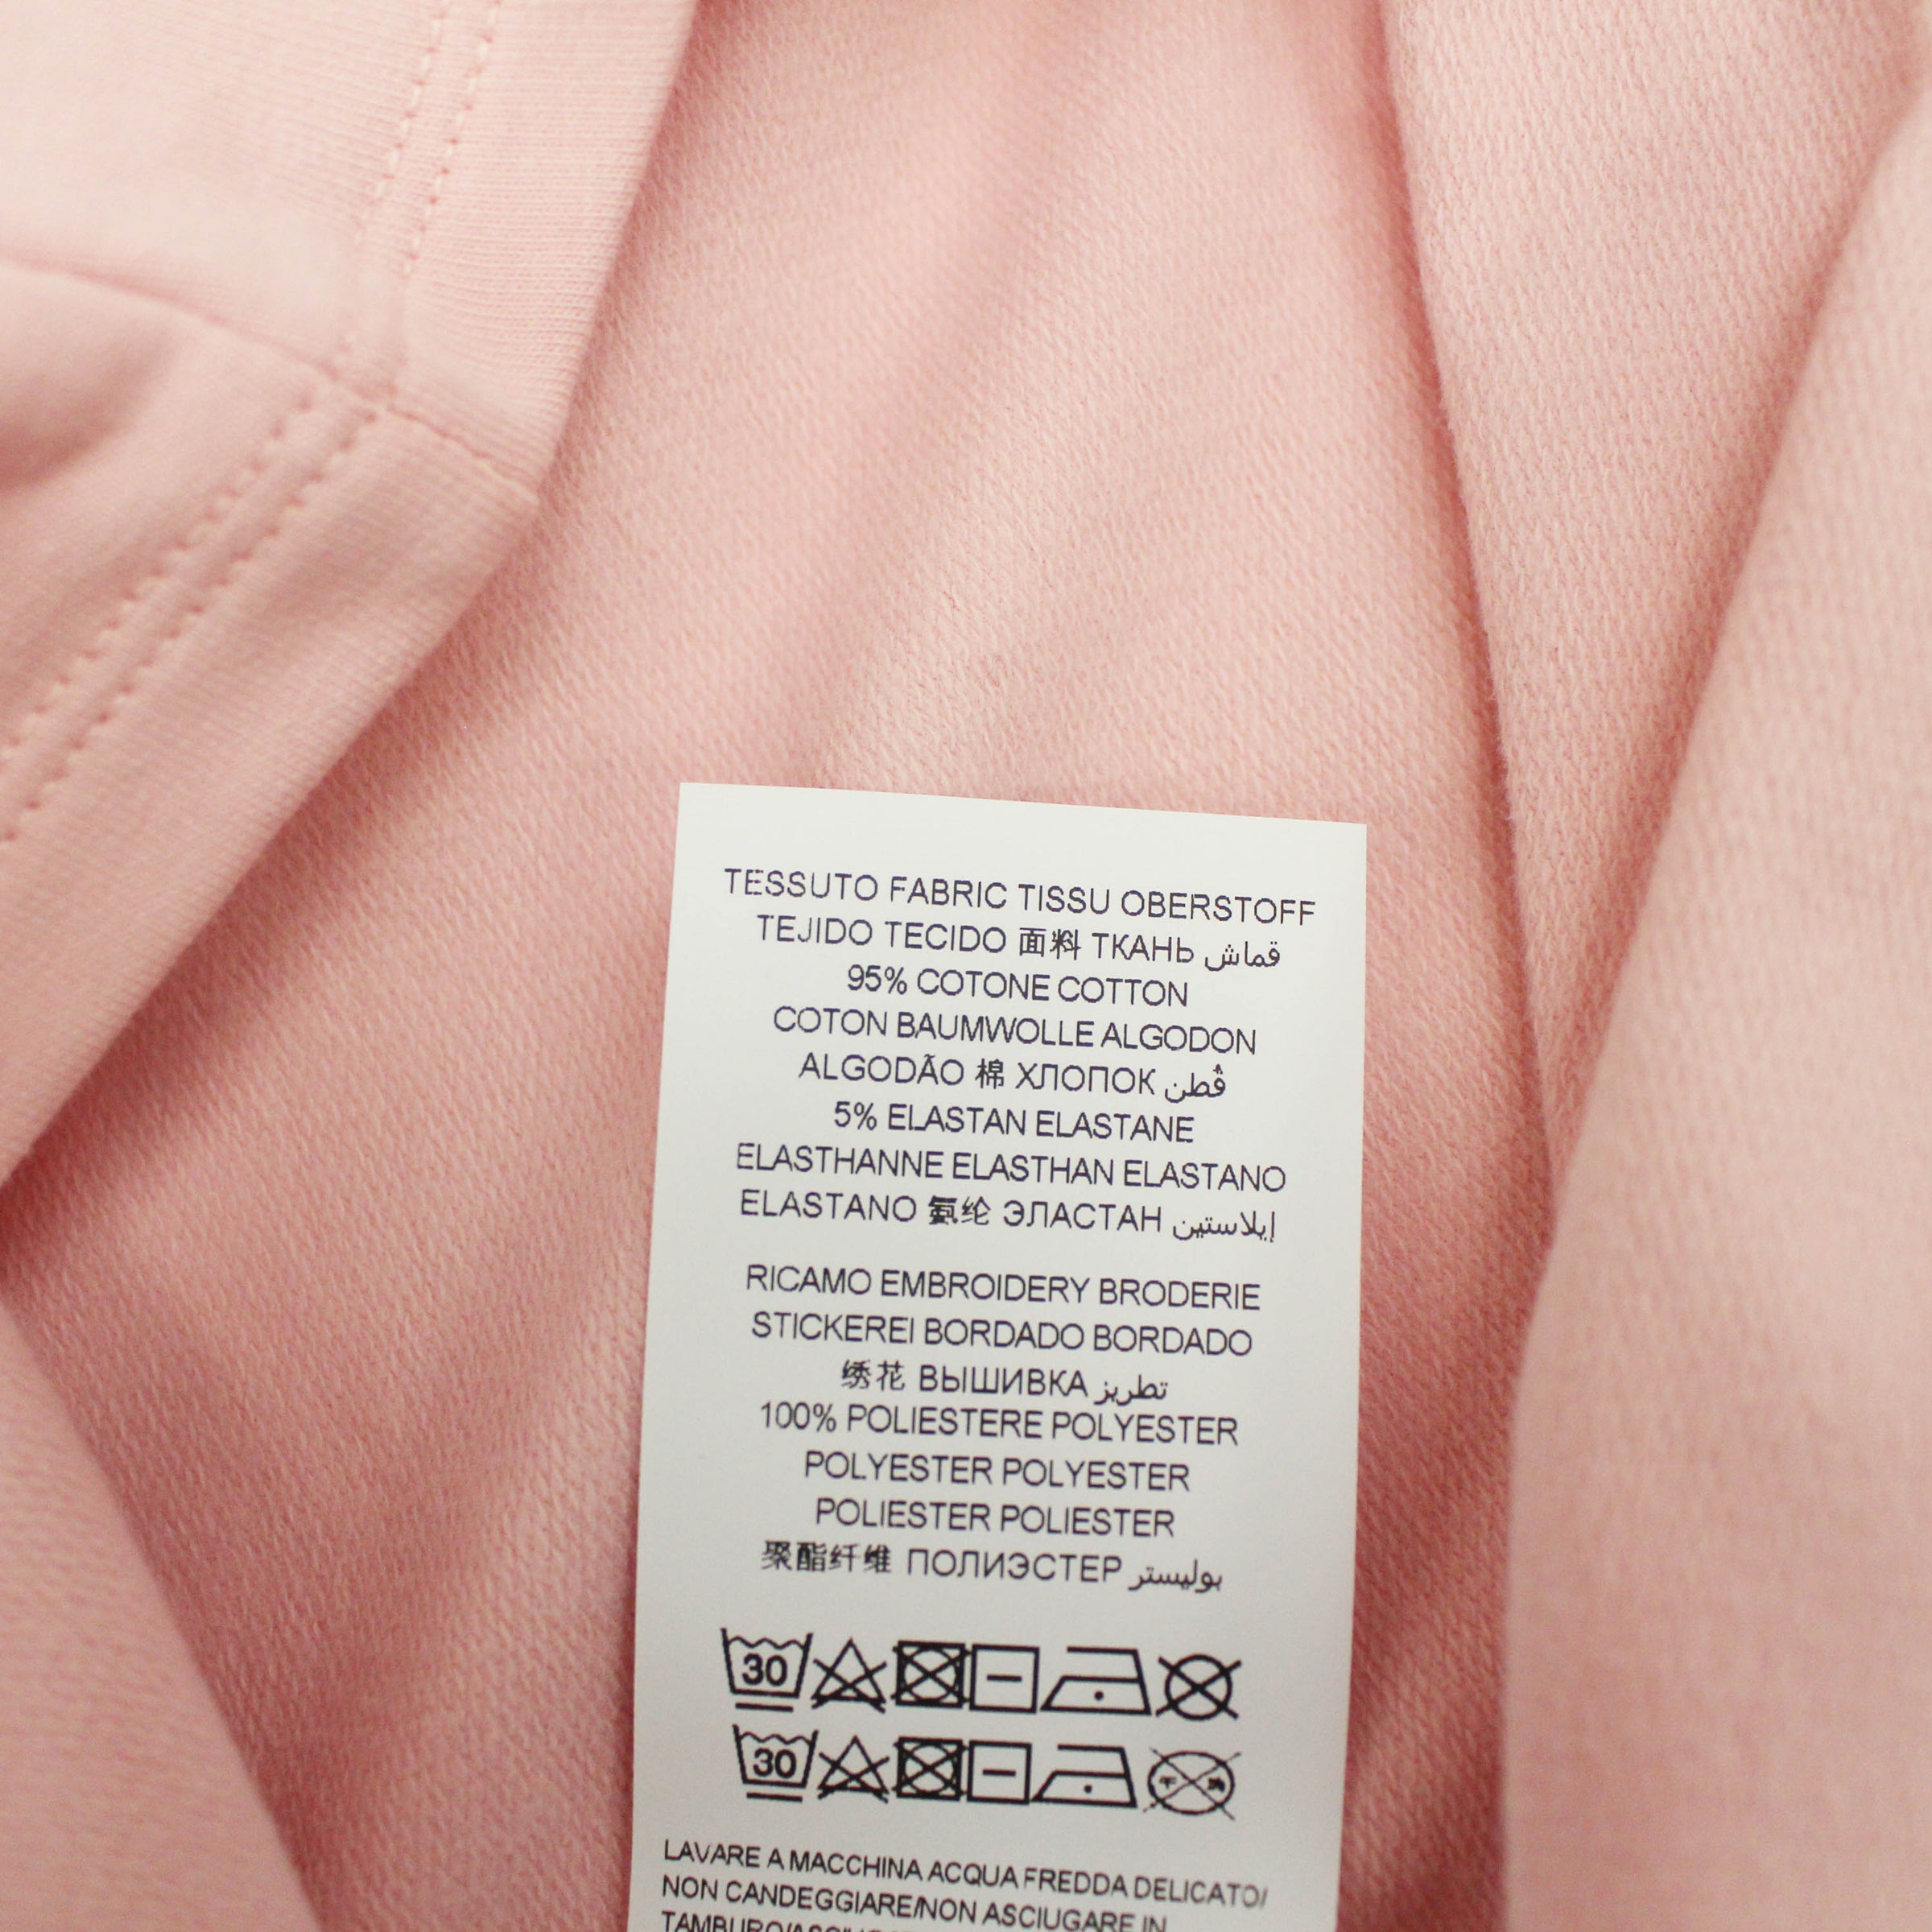 TESSUTO FABRIC TISSU OBERSTOFF
TEJIDO TECIDO 面料 ТКАНЬ قماش
95% COTONE COTTON
COTON BAUMWOLLE ALGODON
ALGODÃO 棉 ХЛОПОК قطن
5% ELASTAN ELASTANE
ELASTHANNE ELASTHAN ELASTANO
ELASTANO 氨纶 ЭЛАСТАН إيلاستين
RICAMO EMBROIDERY BRODERIE
STICKEREI BORDADO BORDADO
绣花 ВЫШИВКА تطريز
100% POLIESTERE POLYESTER
POLYESTER POLYESTER
POLIESTER POLIESTER
聚酯纤维 ПОЛИЭСТЕР بوليستر
30
30
LAVARE A MACCHINA ACQUA FREDDA DELICATO/
NON CANDEGGIARE/NON ASCIUGARE IN